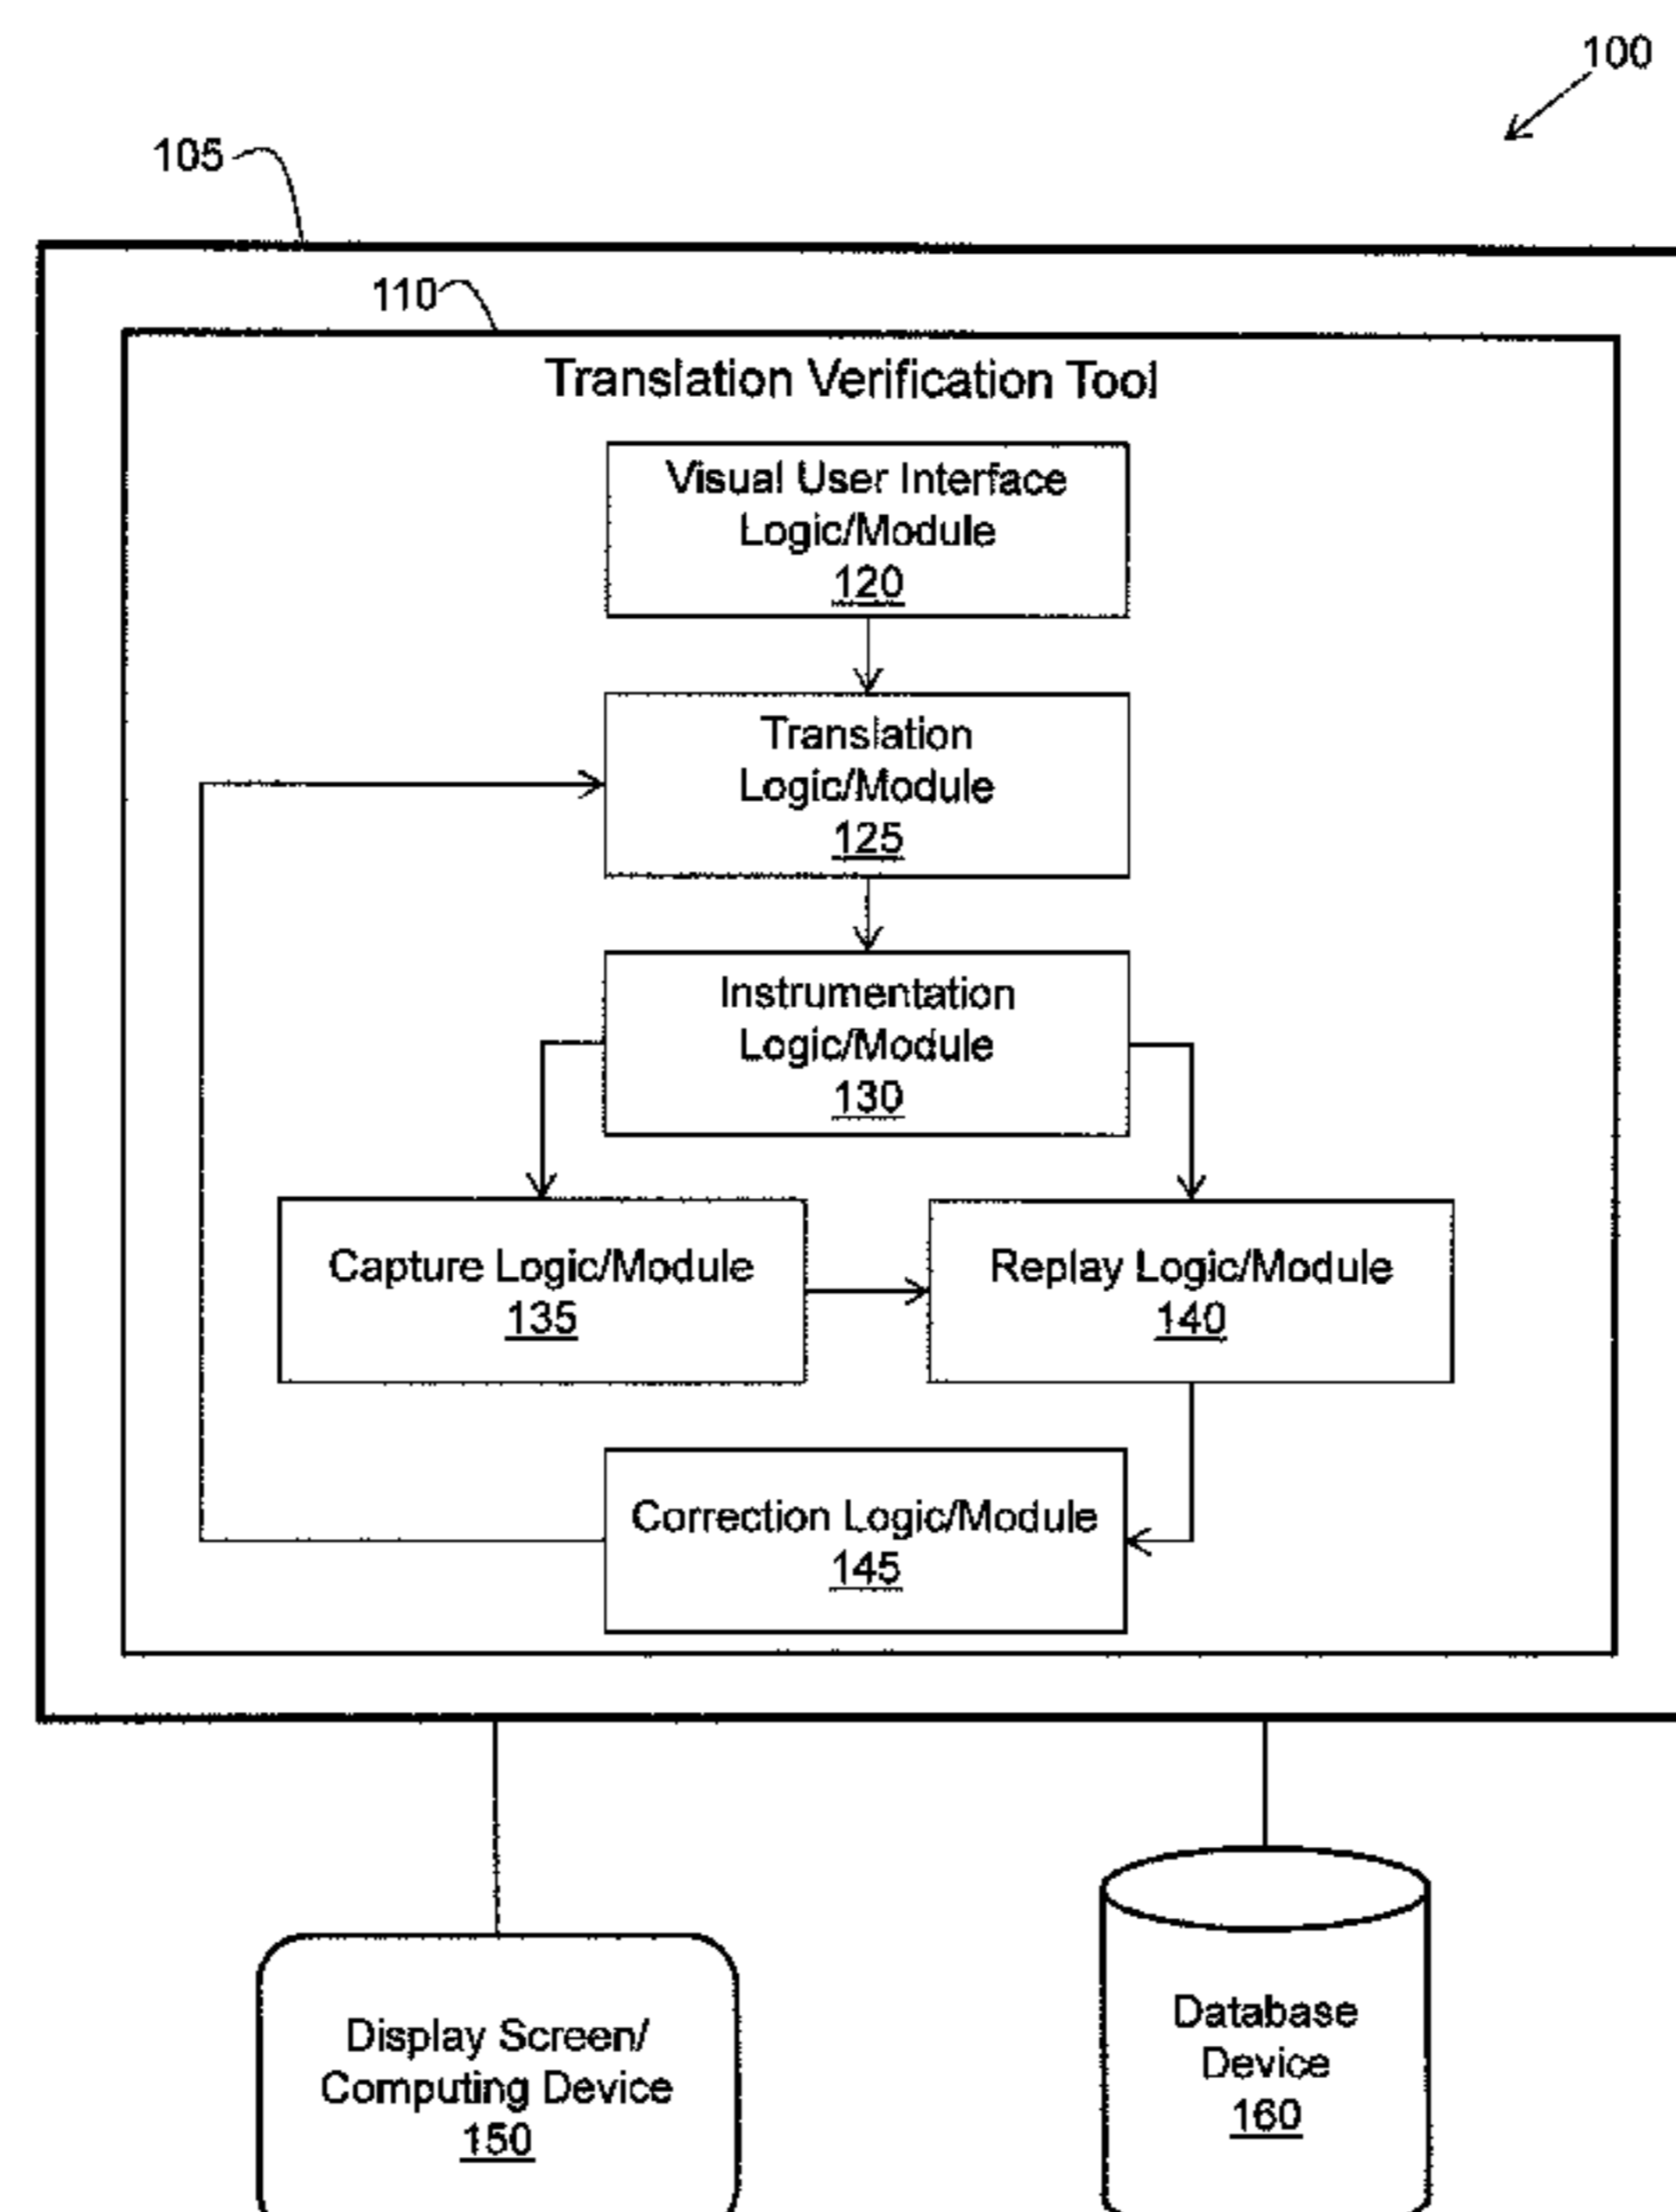 100
105
110
Translation Verification Tool
Visual User Interface
Logic/Module
120
Translation
Logic/Module
125
Instrumentation
Logic/Module
130
Capture Logic/Module
135
Replay Logic/Module
140
Correction Logic/Module
145
Display Screen/
Computing Device
150
Database
Device
160